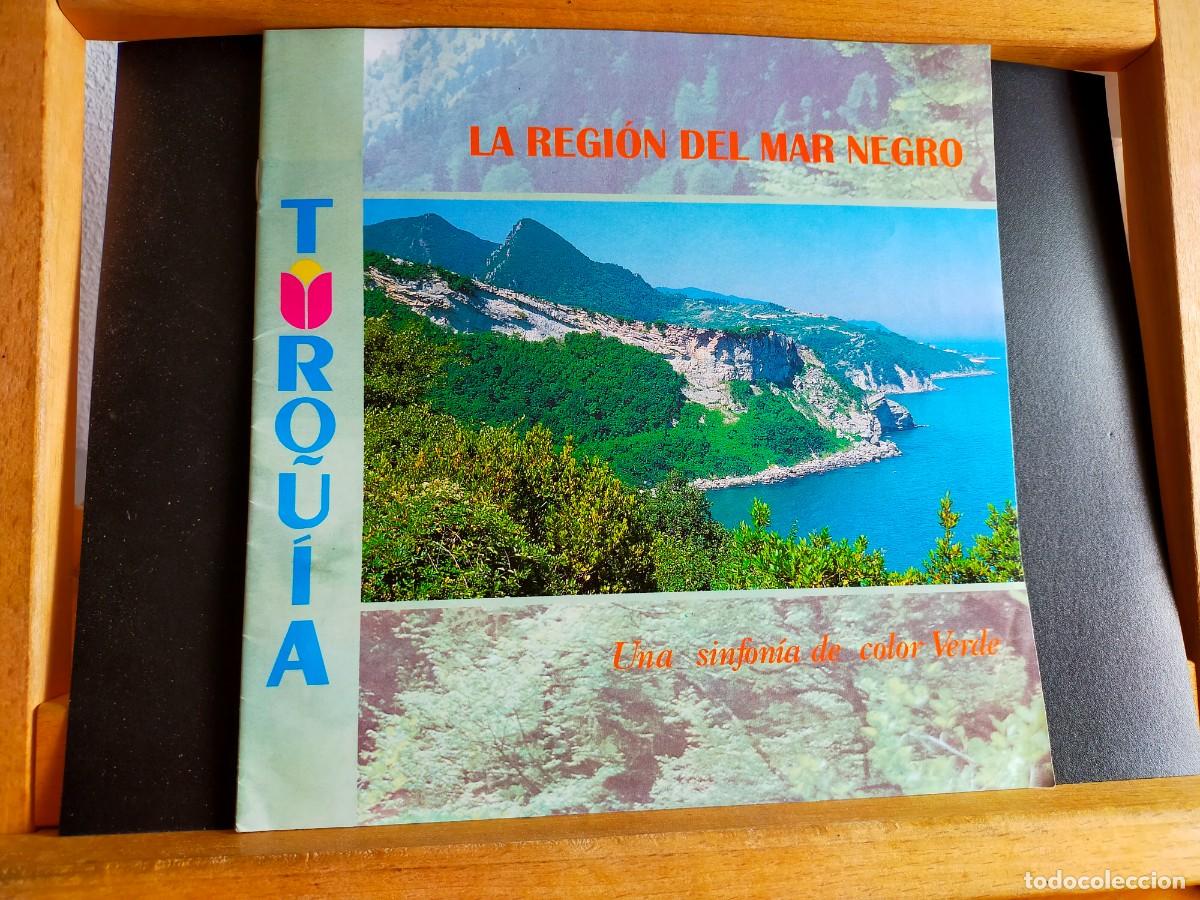 LA REGIÓN DEL MAR NEGRO
TURQUÍA
Una sinfonía de color Verde
todocoleccion